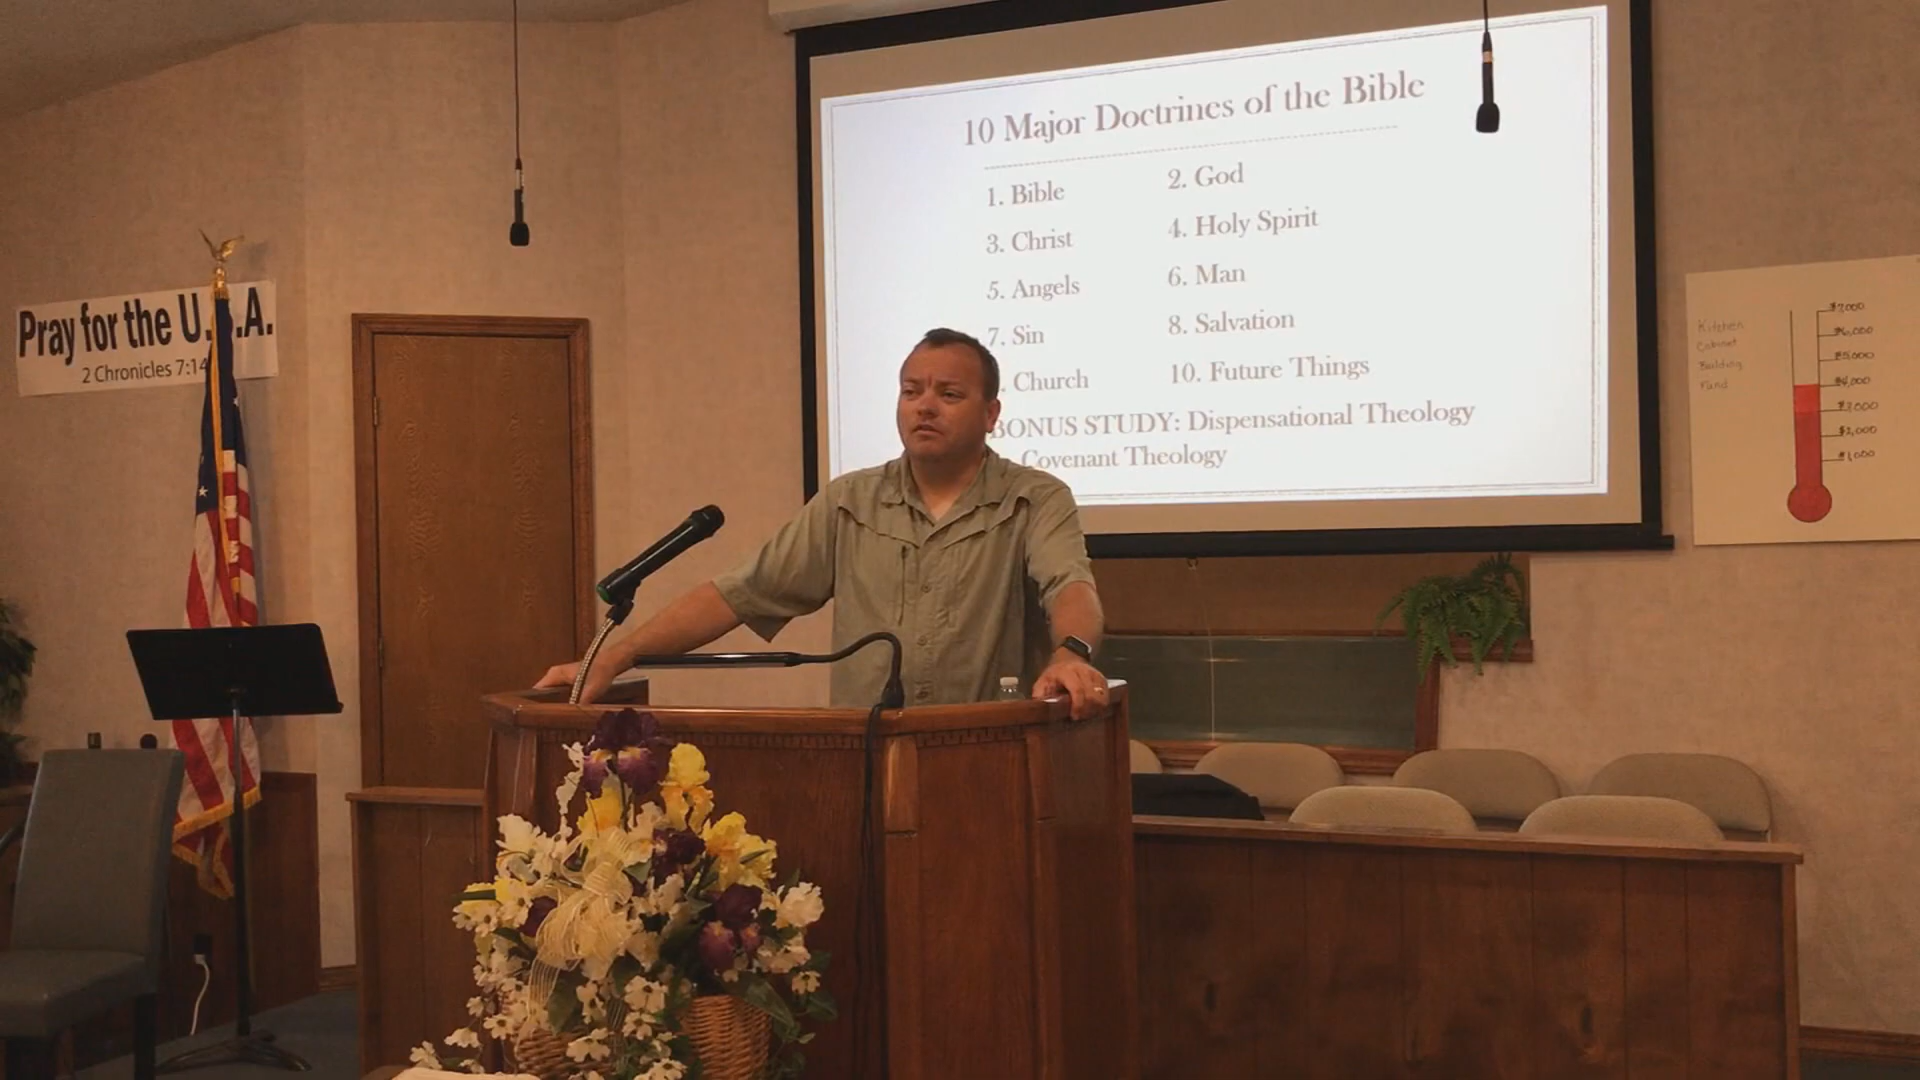 Pray for the U.S.A.
2 Chronicles 7:14
10 Major Doctrines of the Bible
1. Bible
2. God
3. Christ
4. Holy Spirit
5. Angels
6. Man
7. Sin
8. Salvation
. Church
10. Future Things
BONUS STUDY: Dispensational Theology
Covenant Theology
Kitchen
Cabinet
Building
Fund
$7,000
$6,000
$5,000
$4,000
$3,000
$2,000
$1,000